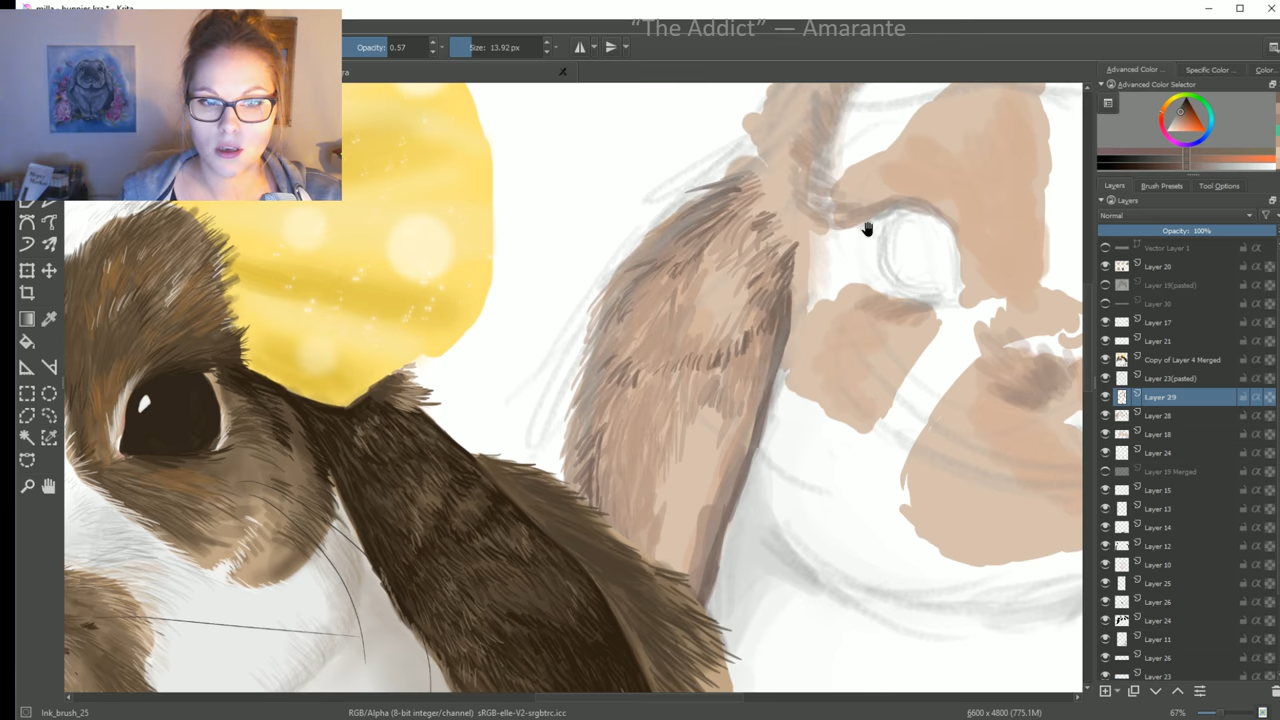 milla - bunnies.kra * - Krita
“The Addict” — Amarante
Opacity: 0.57
Size: 13.92 px
Advanced Color ...
Specific Color ...
Color...
Advanced Color Selector
Layers
Brush Presets
Tool Options
Layers
Normal
Opacity: 100%
Vector Layer 1
Layer 20
Layer 19(pasted)
Layer 30
Layer 17
Layer 21
Copy of Layer 4 Merged
Layer 23(pasted)
Layer 29
Layer 28
Layer 18
Layer 24
Layer 19 Merged
Layer 15
Layer 13
Layer 14
Layer 12
Layer 10
Layer 25
Layer 26
Layer 24
Layer 11
Layer 26
Layer 23
Ink_brush_25
RGB/Alpha (8-bit integer/channel) sRGB-elle-V2-srgbtrc.icc
6600 x 4800 (775.1M)
67%